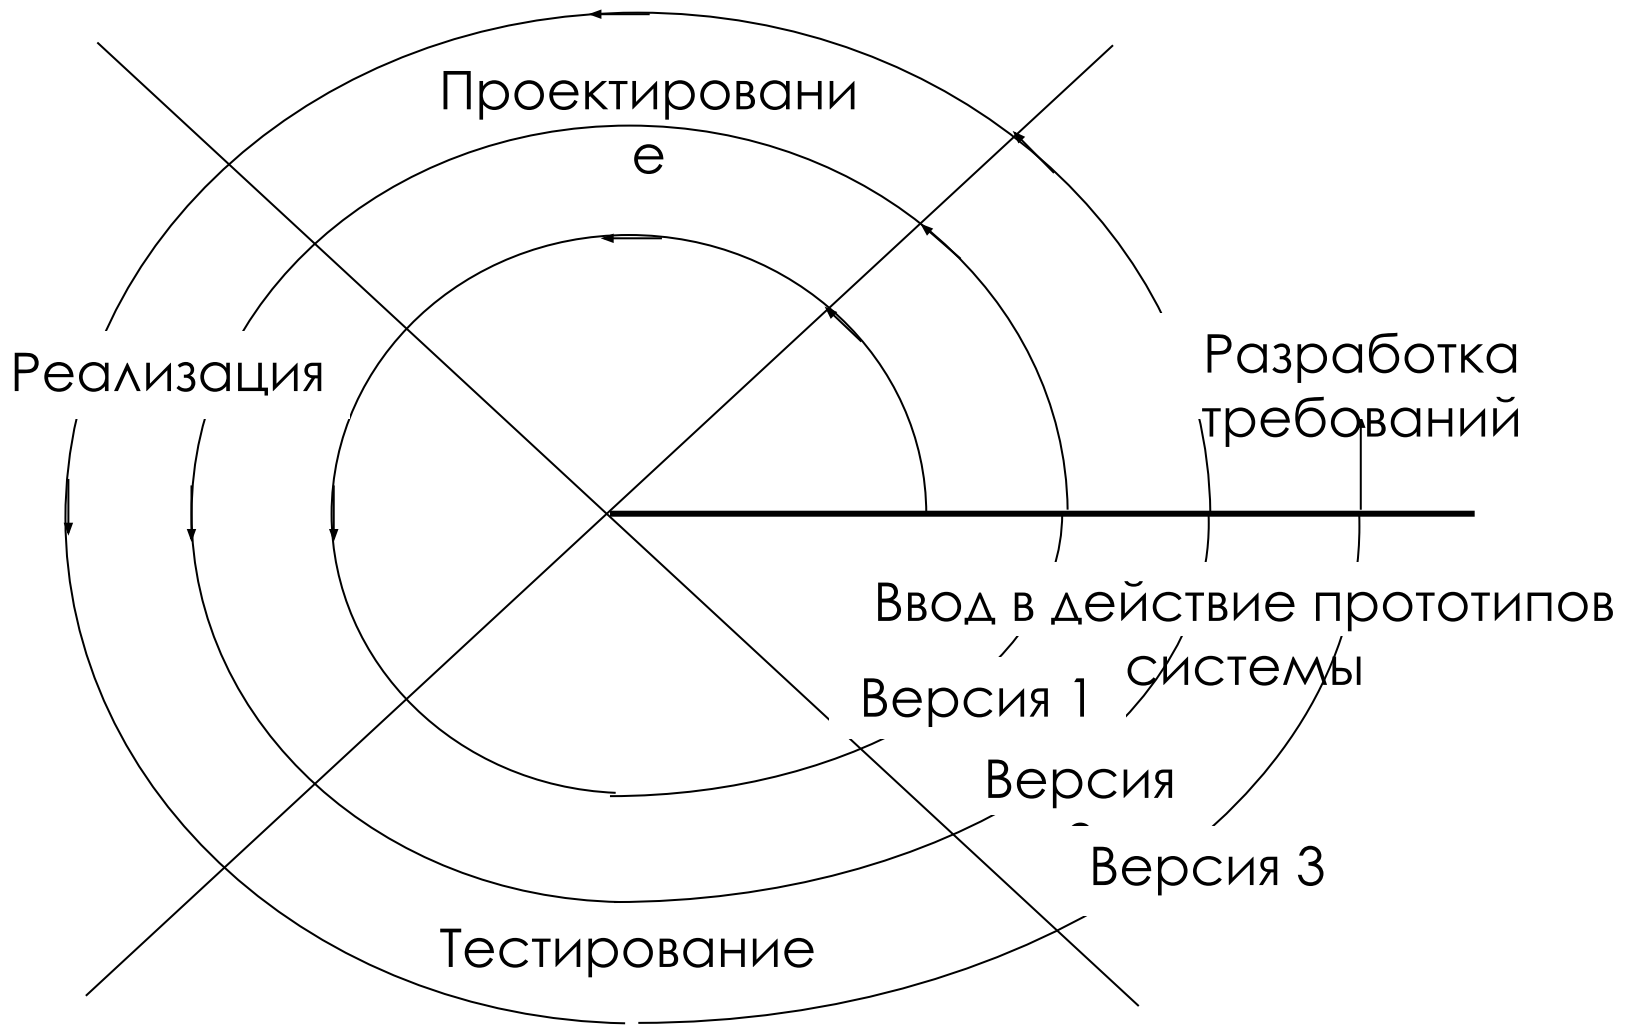 Проектировани
е
Реализация
Разработка
требований
Ввод в действие прототипов
системы
Версия 1
Версия
Версия 3
Тестирование